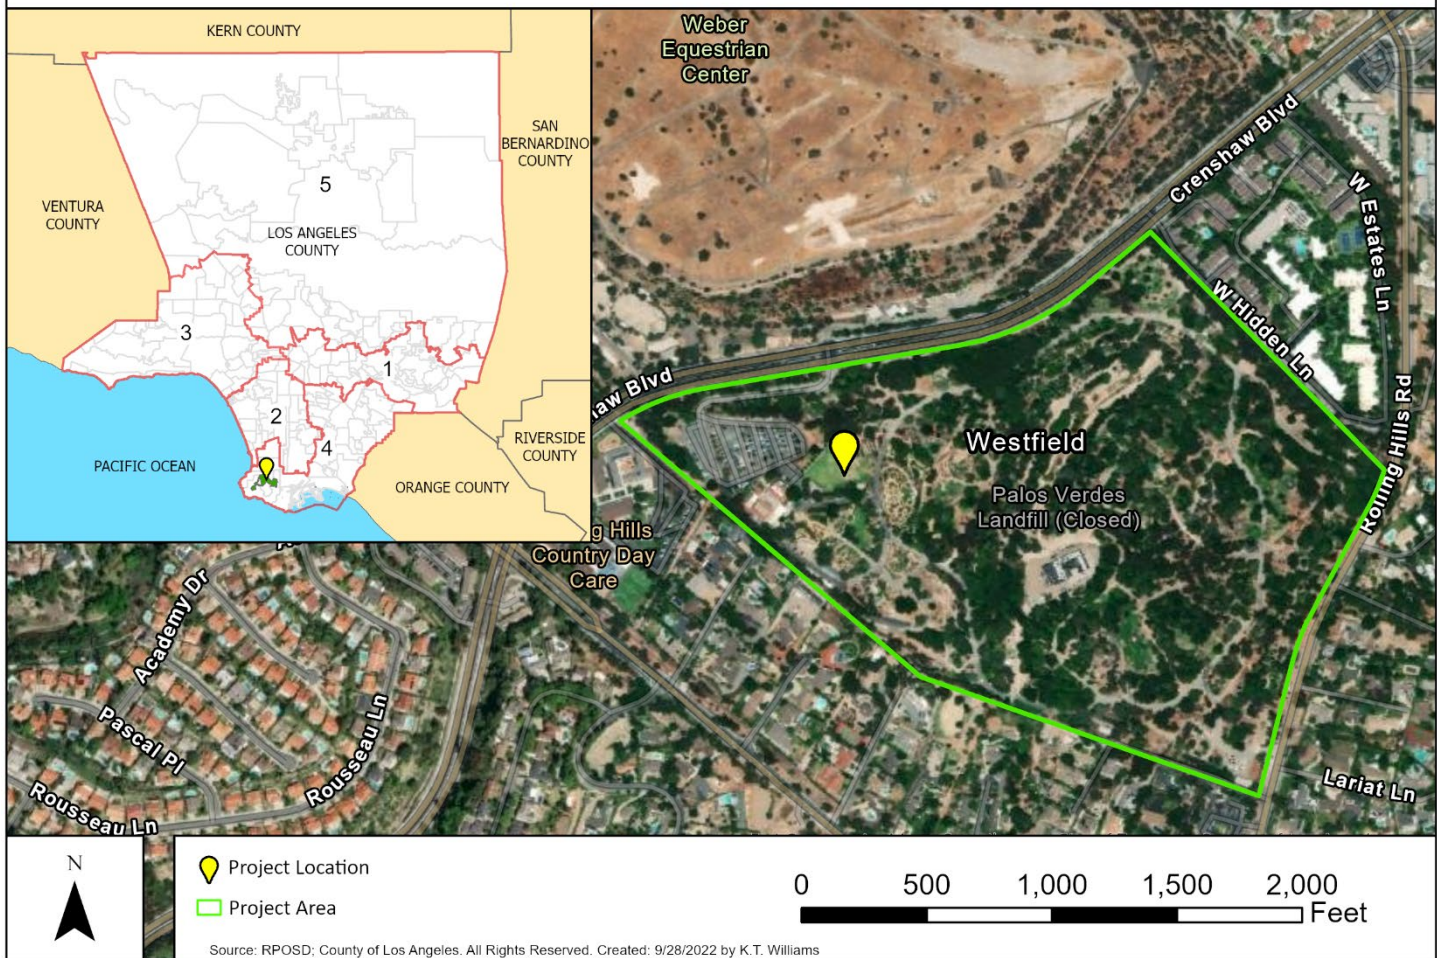 KERN COUNTY
SAN
BERNARDINO
COUNTY
5
VENTURA
COUNTY
LOS ANGELES
COUNTY
3
1
2
4
PACIFIC OCEAN
RIVERSIDE
COUNTY
ORANGE COUNTY
Weber
Equestrian
Center
Crenshaw Blvd
W Estates Ln
W Hidden Ln
aw Blvd
Rolling Hills Rd
Westfield
Palos Verdes
Landfill (Closed)
g Hills
Country Day
Care
Academy Dr
Pascal Pl
Rousseau Ln
Rousseau Ln
Lariat Ln
N
Project Location
Project Area
0 500 1,000 1,500 2,000
Feet
Source: RPOSD; County of Los Angeles. All Rights Reserved. Created: 9/28/2022 by K.T. Williams